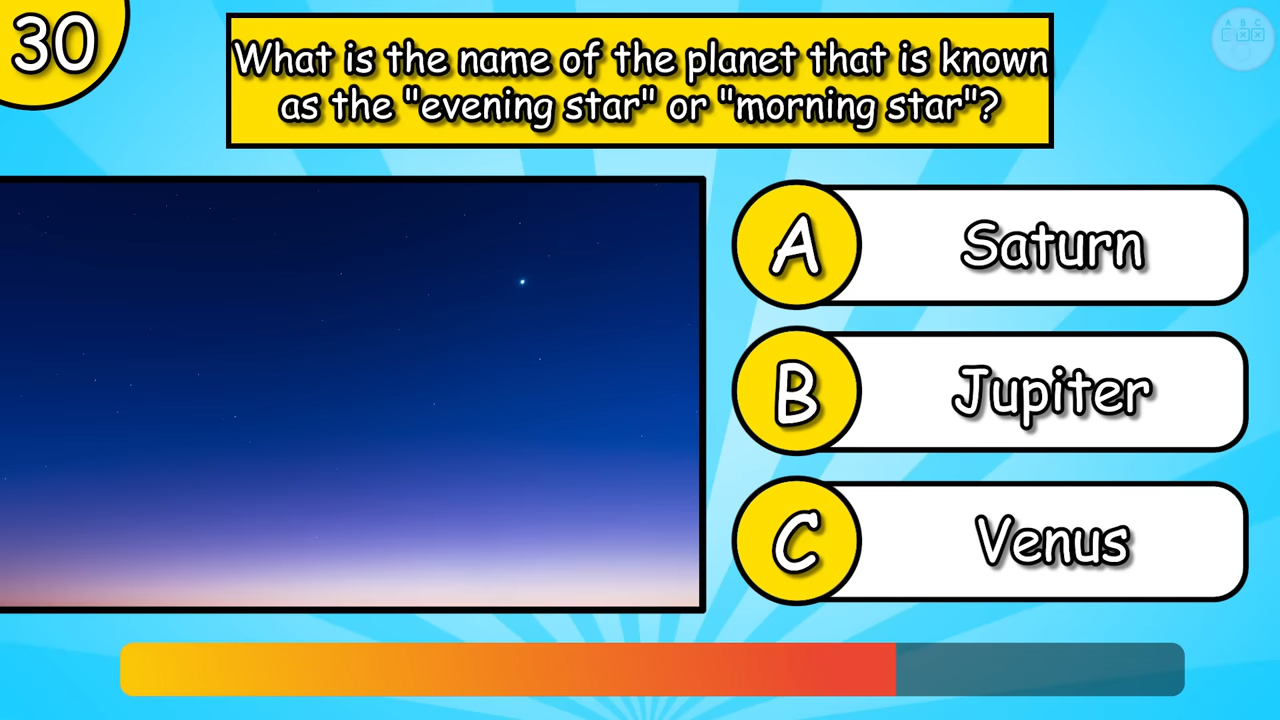 30
What is the name of the planet that is known
as the "evening star" or "morning star"?
A B C
A
Saturn
B
Jupiter
C
Venus